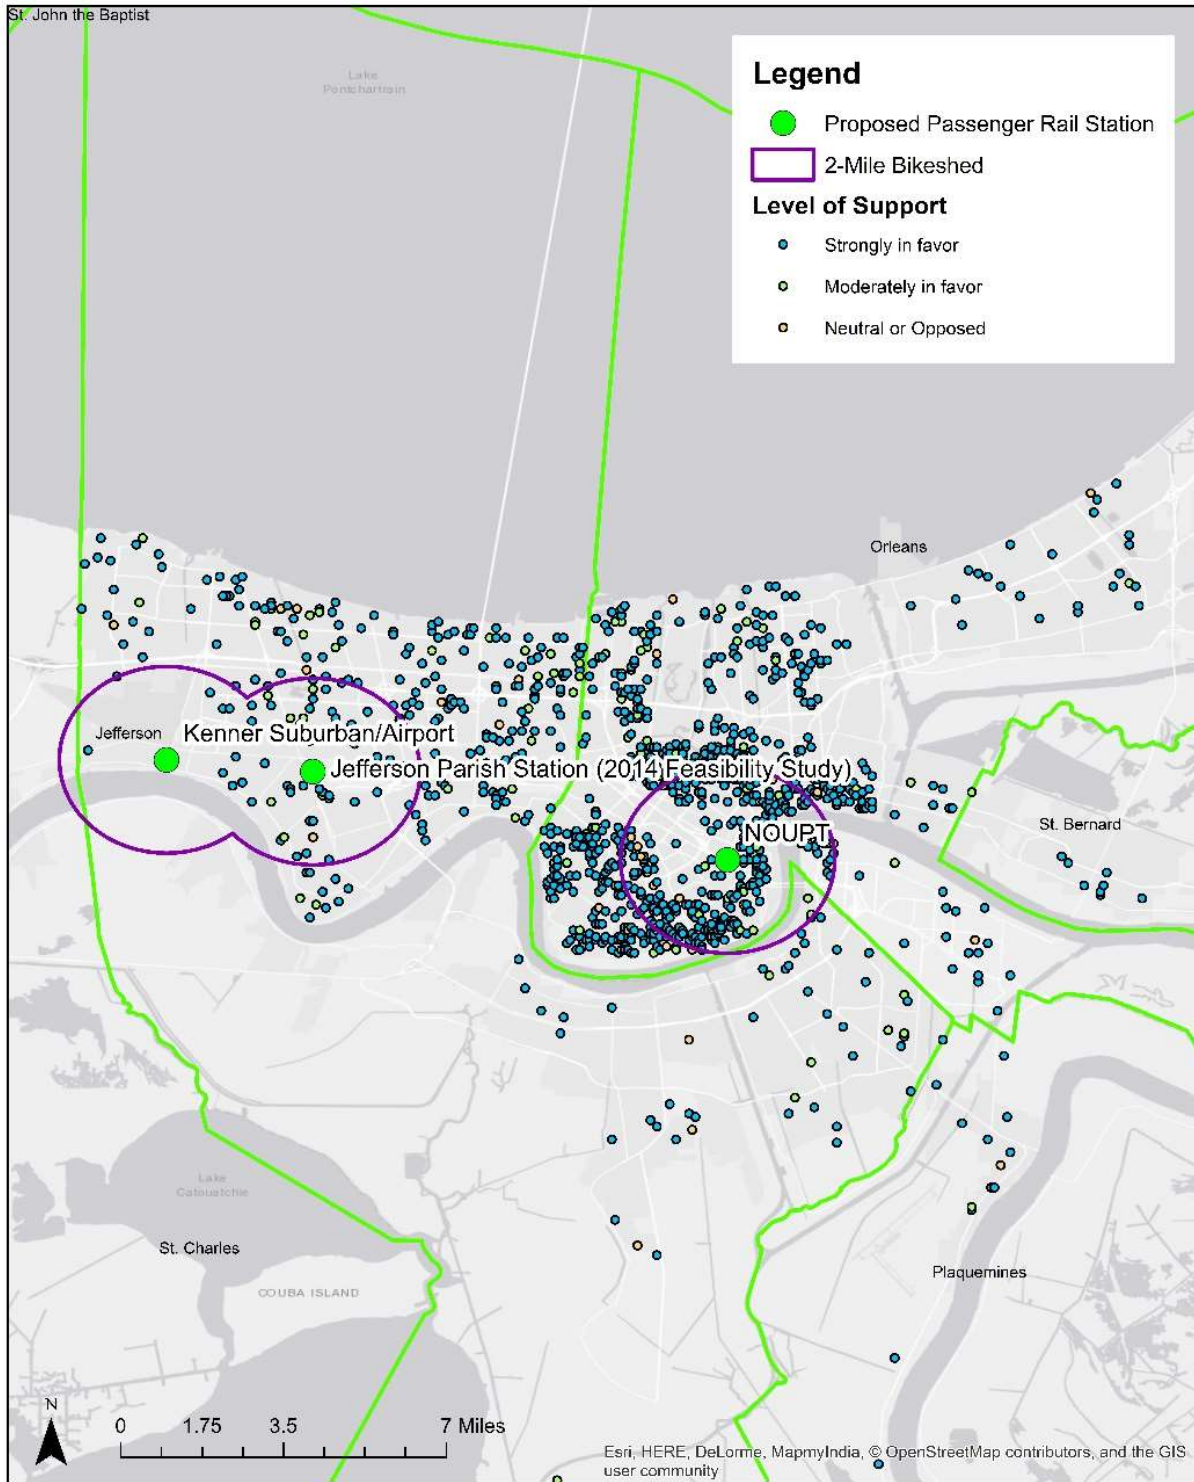 St. John the Baptist
Lake
Pontchartrain
Legend
Proposed Passenger Rail Station
2-Mile Bikeshed
Level of Support
Strongly in favor
Moderately in favor
Neutral or Opposed
Orleans
Jefferson
Kenner Suburban/Airport
Jefferson Parish Station (2014 Feasibility Study)
NOUPT
St. Bernard
Lake
Catouatchie
St. Charles
COUBA ISLAND
Plaquemines
N
0 1.75 3.5 7 Miles
Esri, HERE, DeLorme, MapmyIndia, © OpenStreetMap contributors, and the GIS
user community